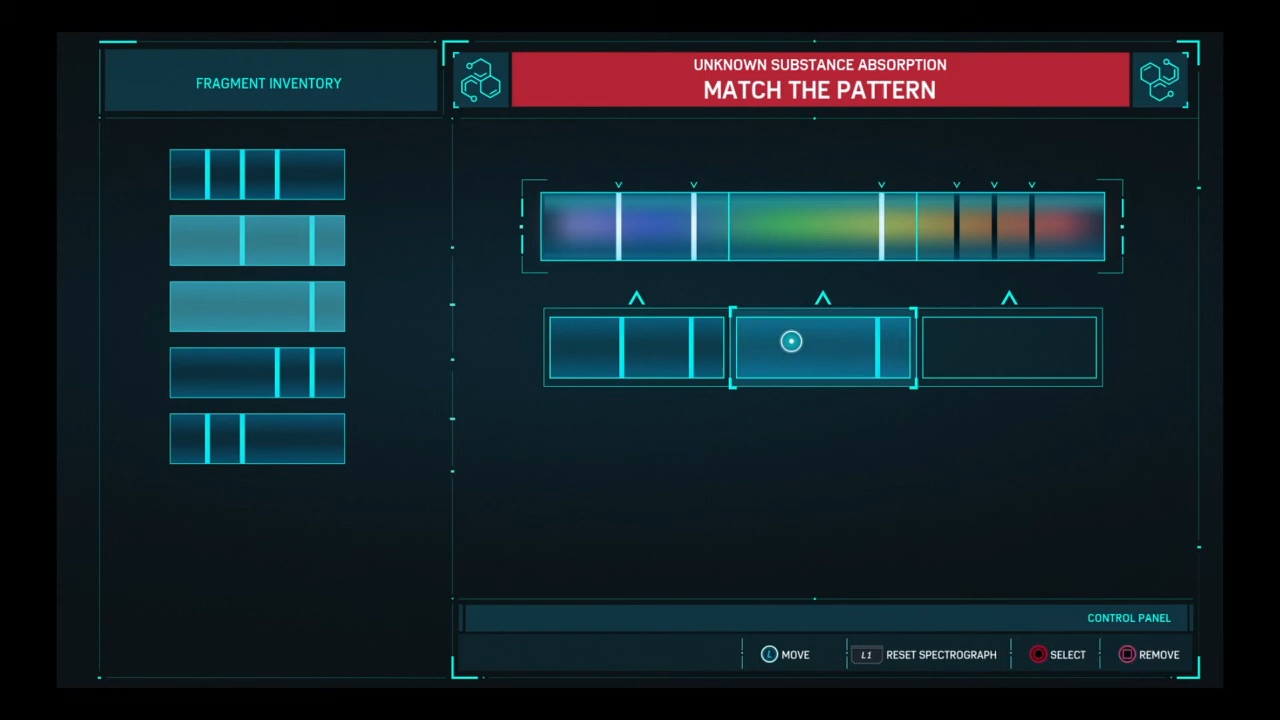 FRAGMENT INVENTORY
UNKNOWN SUBSTANCE ABSORPTION
MATCH THE PATTERN
CONTROL PANEL
L MOVE
L1 RESET SPECTROGRAPH
SELECT
REMOVE